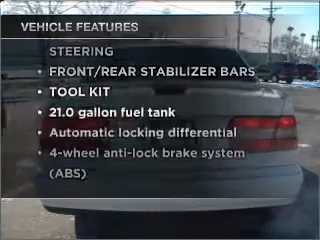 VEHICLE FEATURES
STEERING
• FRONT/REAR STABILIZER BARS
• TOOL KIT
• 21.0 gallon fuel tank
• Automatic locking differential
• 4-wheel anti-lock brake system
(ABS)